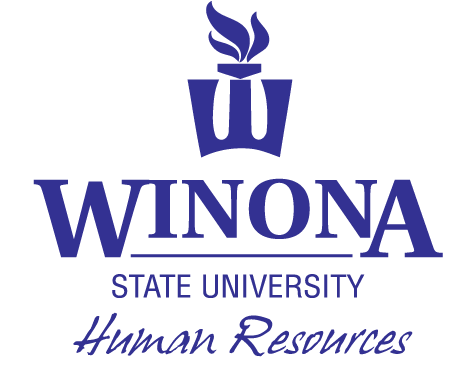 W
WINONA
STATE UNIVERSITY
Human Resources